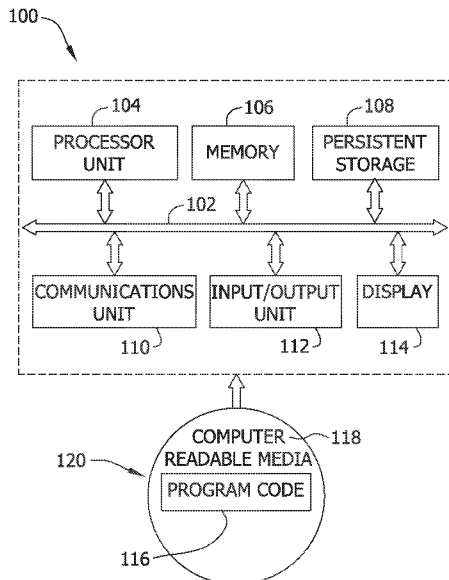 100
104
106
108
PROCESSOR
UNIT
MEMORY
PERSISTENT
STORAGE
102
COMMUNICATIONS
UNIT
INPUT/OUTPUT
UNIT
DISPLAY
110
112
114
COMPUTER
118
READABLE MEDIA
120
PROGRAM CODE
116